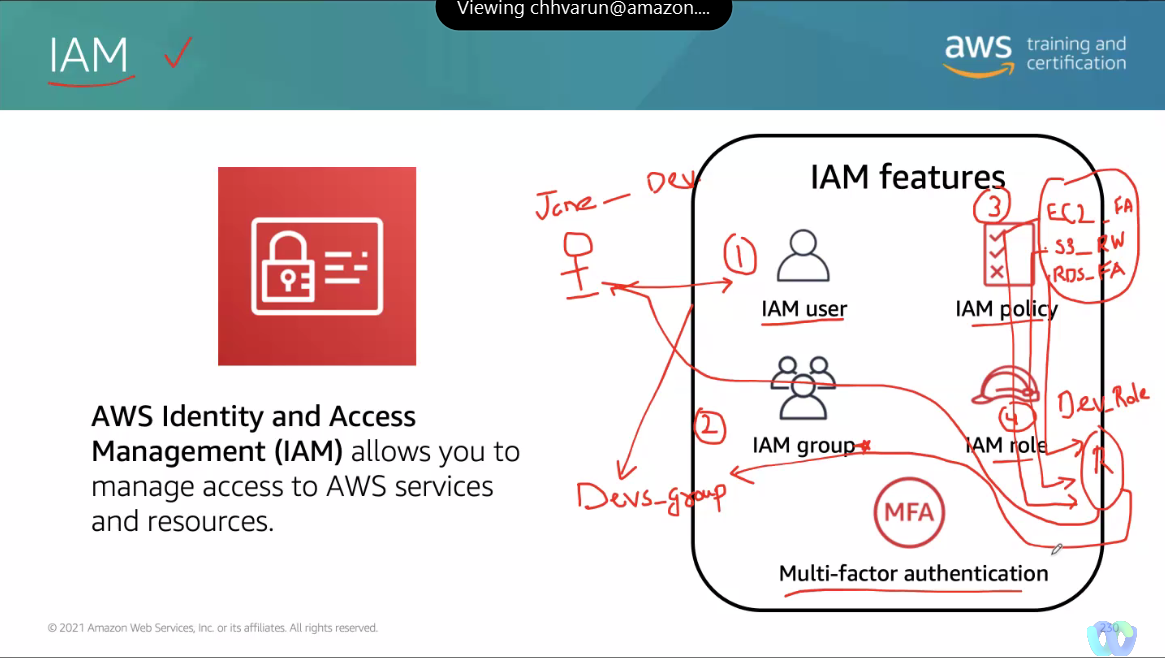 Viewing chhvarun@amazon....
IAM
aws training and
certification
IAM features
Jane
Dev
3
EC2_FA
S3_RW
RDS_FA
1
IAM user
IAM policy
AWS Identity and Access
Management (IAM) allows you to
manage access to AWS services
and resources.
2
IAM group
4
IAM role
Dev_Role
R
Devs_group
MFA
Multi-factor authentication
© 2021 Amazon Web Services, Inc. or its affiliates. All rights reserved.
230